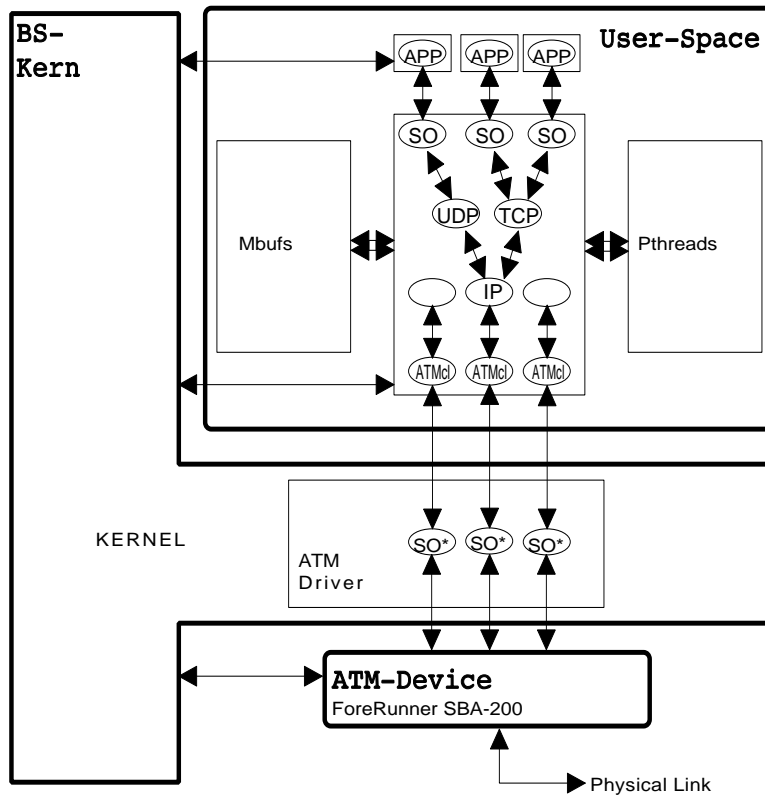 BS-
Kern
User-Space
APP APP APP
SO SO SO
UDP TCP
Mbufs
Pthreads
IP
ATMcl ATMcl ATMcl
KERNEL
SO* SO* SO*
ATM
Driver
ATM-Device
ForeRunner SBA-200
Physical Link